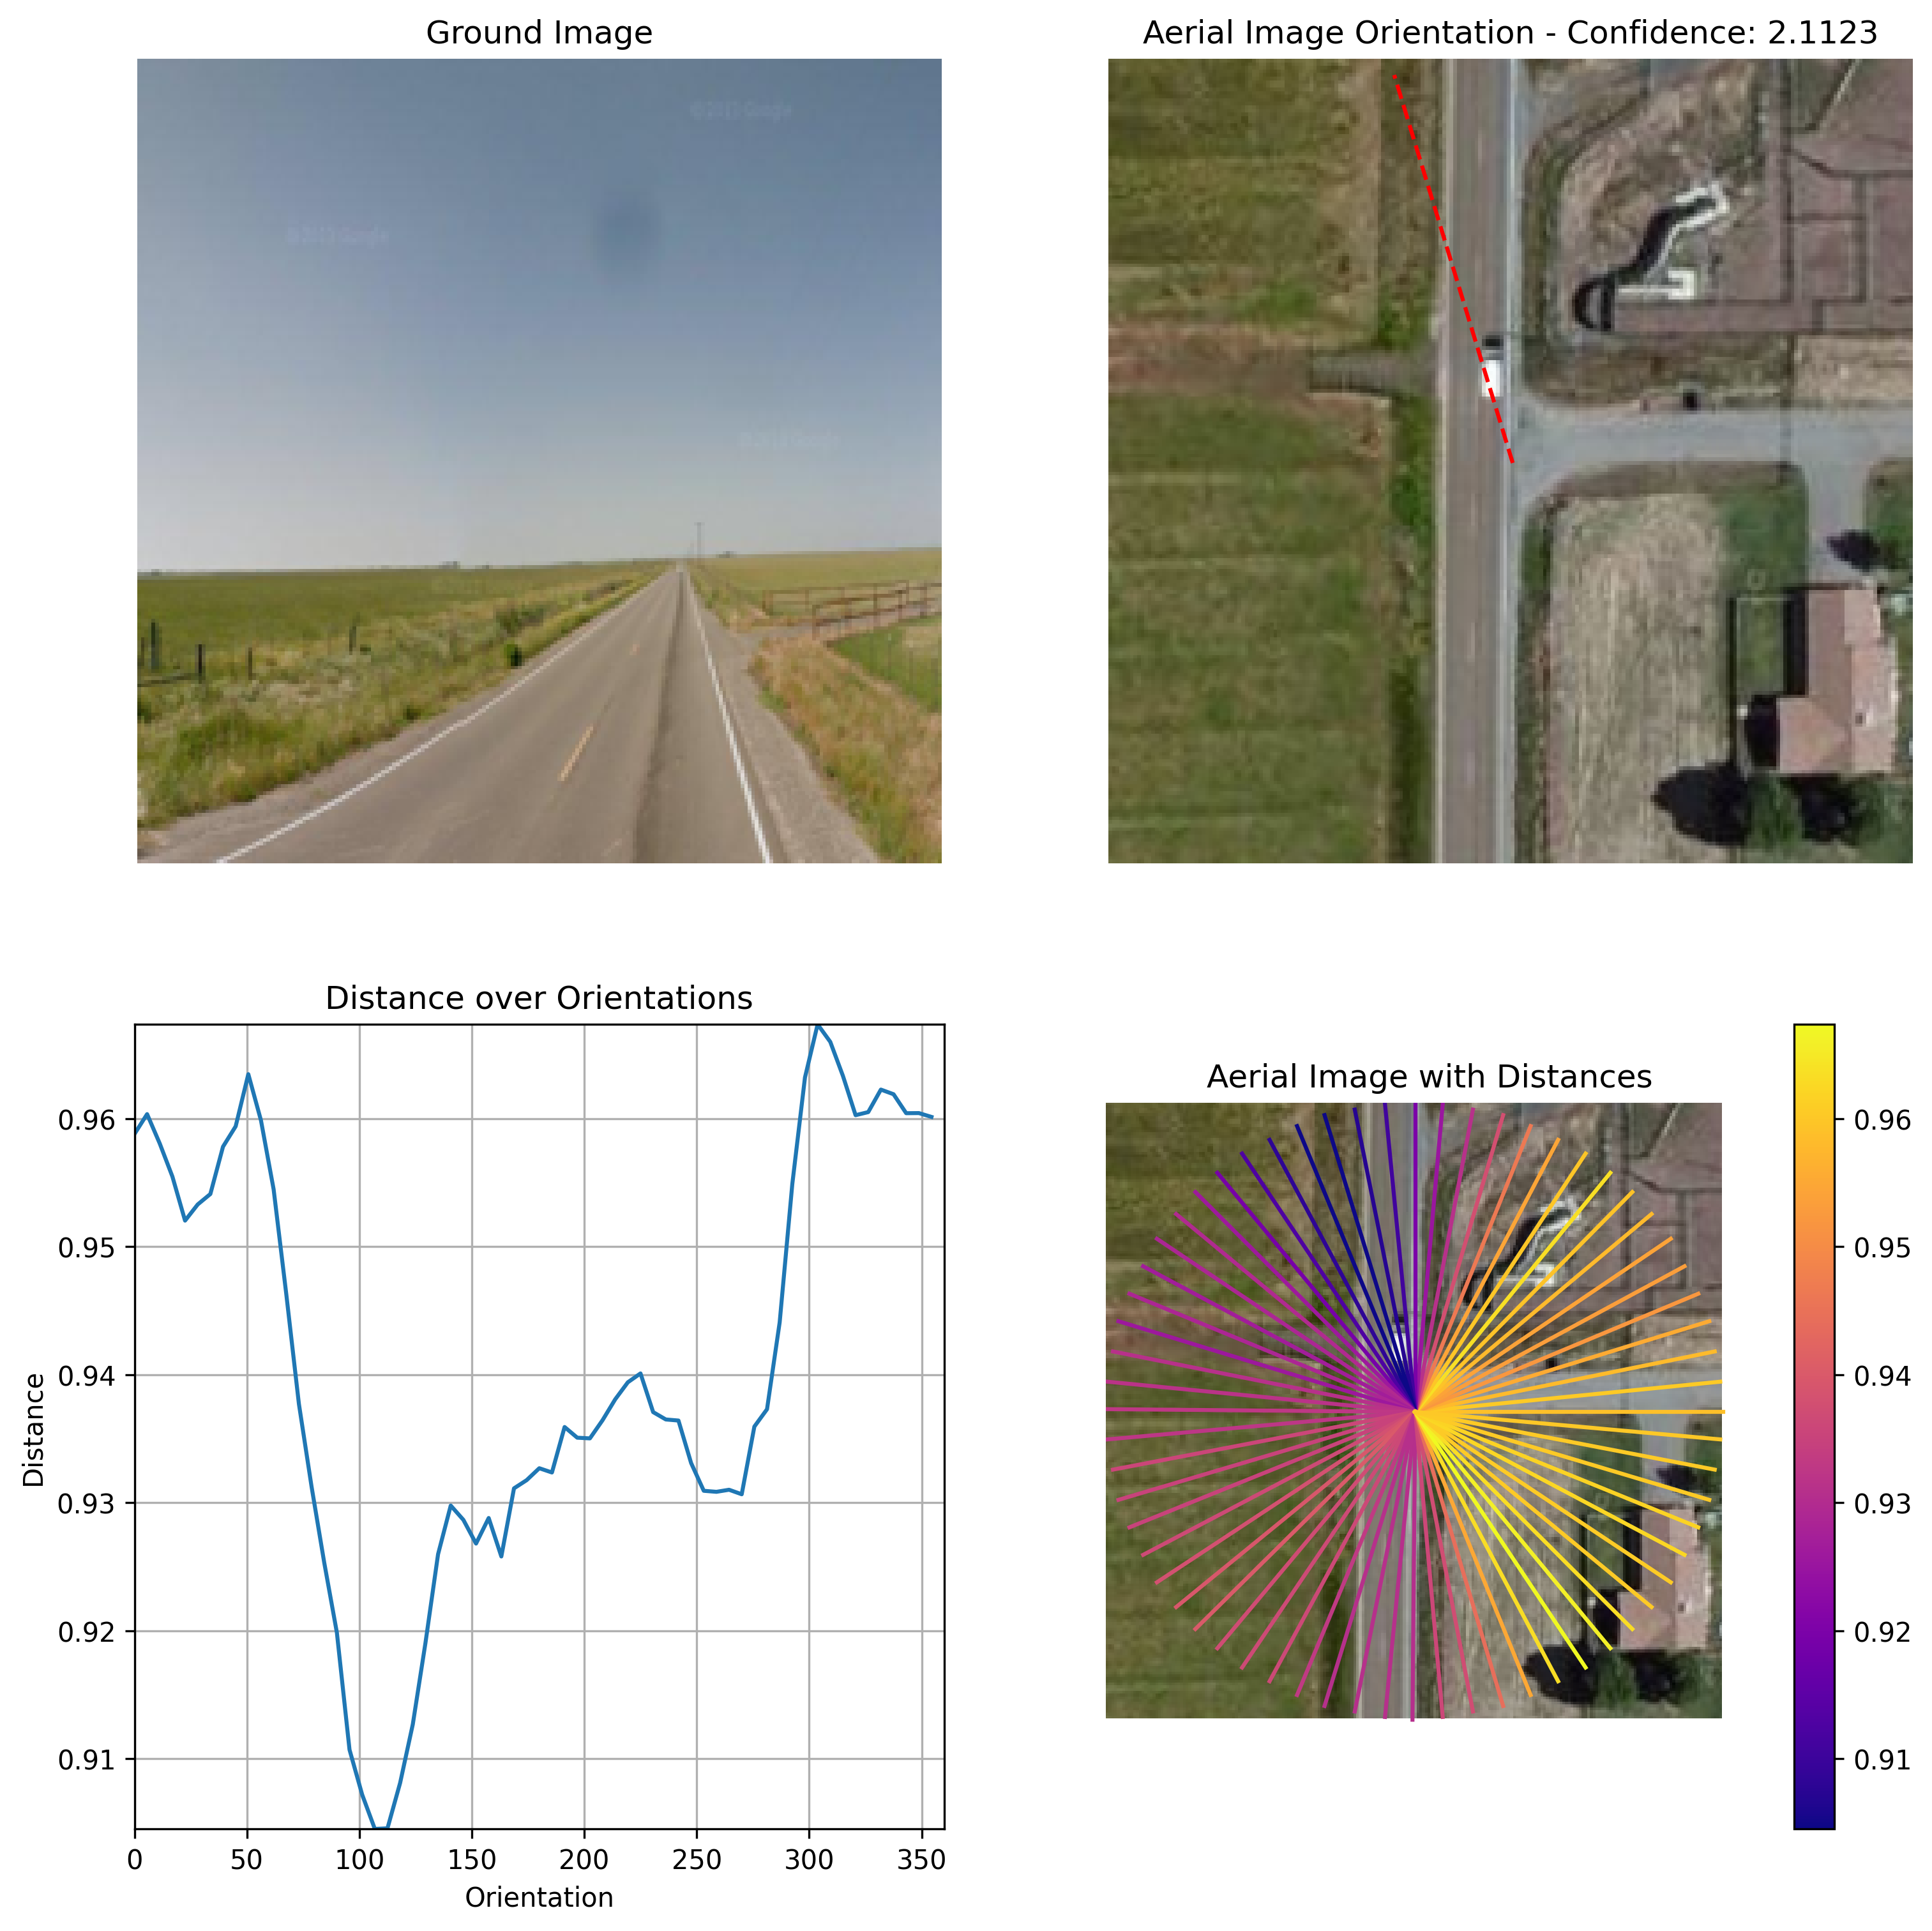 Ground Image
Aerial Image Orientation - Confidence: 2.1123
©2013 Google
©2013 Google
Distance over Orientations
Aerial Image with Distances
Distance
0.96
0.95
0.94
0.93
0.92
0.91
0
50
100
150
200
250
300
350
Orientation
0.96
0.95
0.94
0.93
0.92
0.91